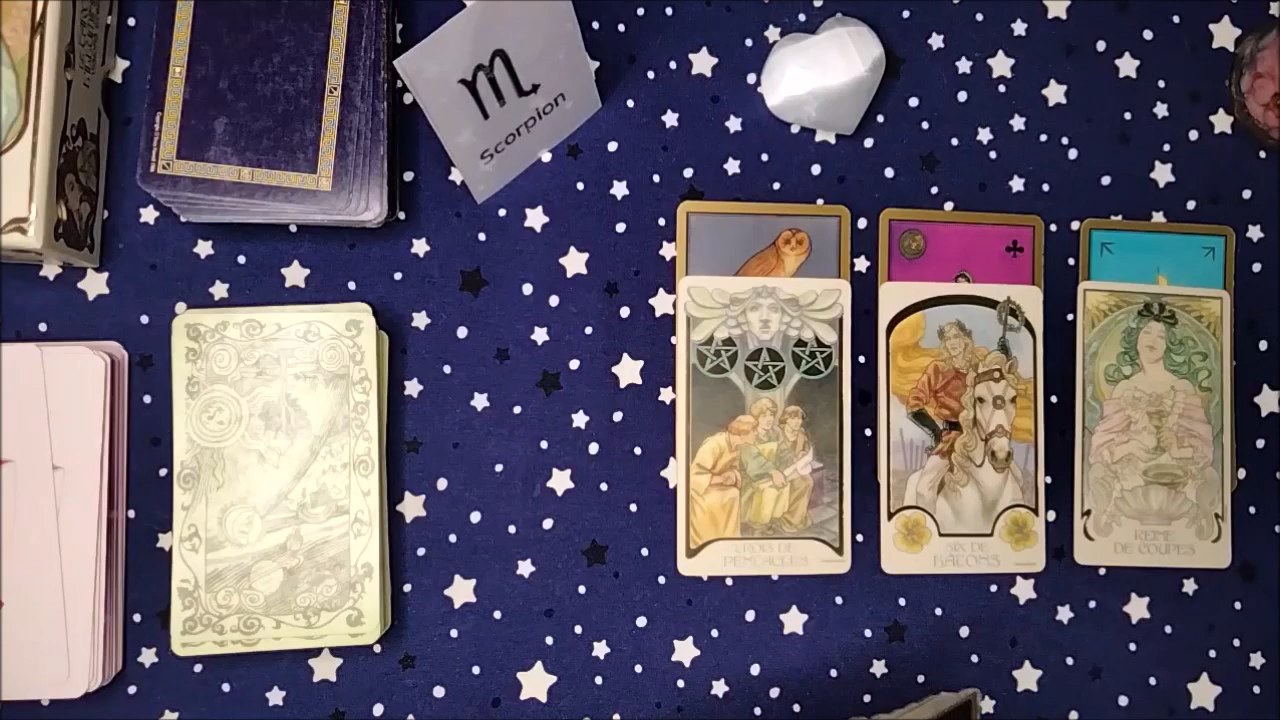 Scorpion
TROIS DE
PENTACLES
SIX DE
BÂTONS
REINE
DE COUPES